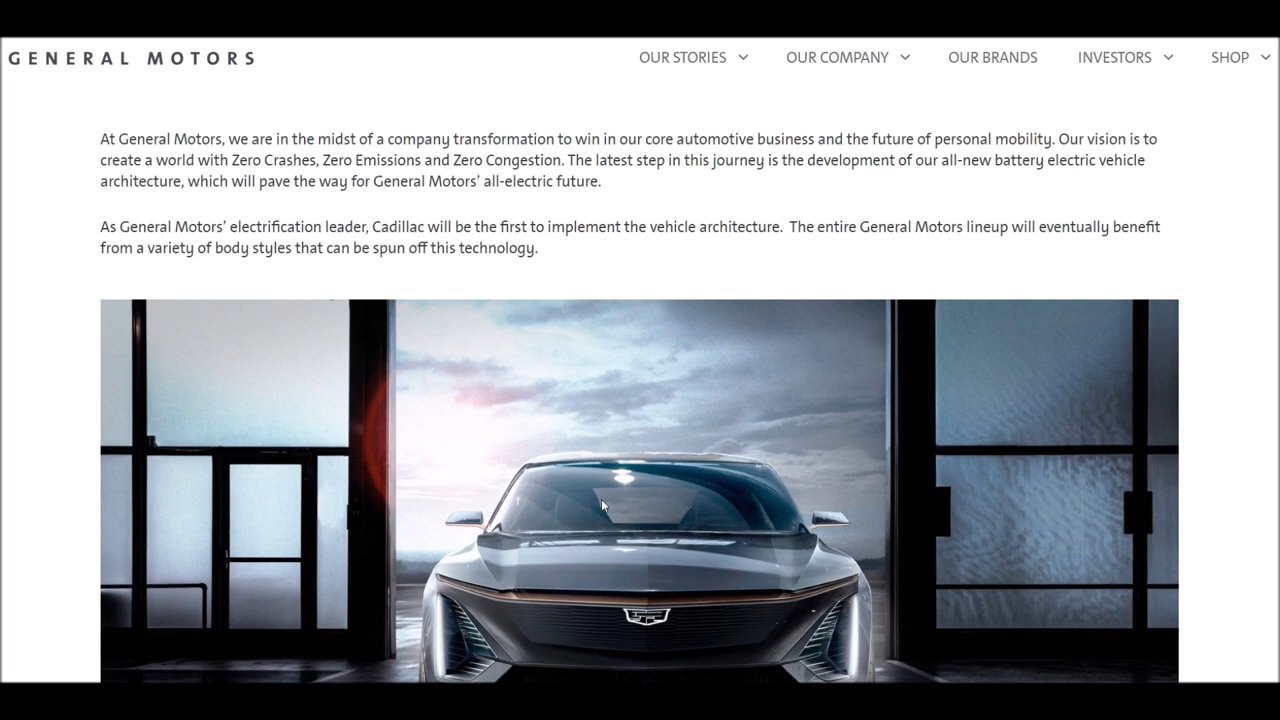 GENERAL MOTORS
OUR STORIES
OUR COMPANY
OUR BRANDS
INVESTORS
SHOP
At General Motors, we are in the midst of a company transformation to win in our core automotive business and the future of personal mobility. Our vision is to
create a world with Zero Crashes, Zero Emissions and Zero Congestion. The latest step in this journey is the development of our all-new battery electric vehicle
architecture, which will pave the way for General Motors’ all-electric future.
As General Motors’ electrification leader, Cadillac will be the first to implement the vehicle architecture.  The entire General Motors lineup will eventually benefit
from a variety of body styles that can be spun off this technology.